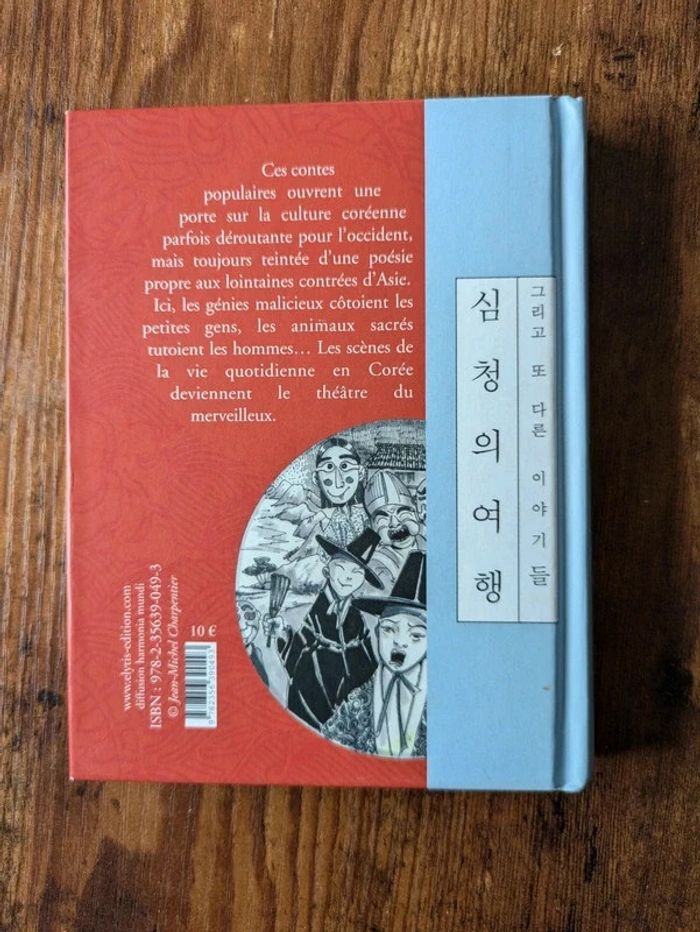 Ces contes
populaires ouvrent une
porte sur la culture coréenne
parfois déroutante pour l'occident,
mais toujours teintée d'une poésie
propre aux lointaines contrées d'Asie.
Ici, les génies malicieux côtoient les
petites gens, les animaux sacrés
tutoient les hommes… Les scènes de
la vie quotidienne en Corée
deviennent le théâtre du
merveilleux.
심청의여행
그리고 또 다른 이야기들
www.elytis-edition.com
diffusion harmonia mundi
ISBN : 978-2-35639-049-3
© Jean-Michel Charpentier
10 €
9 782356 390493